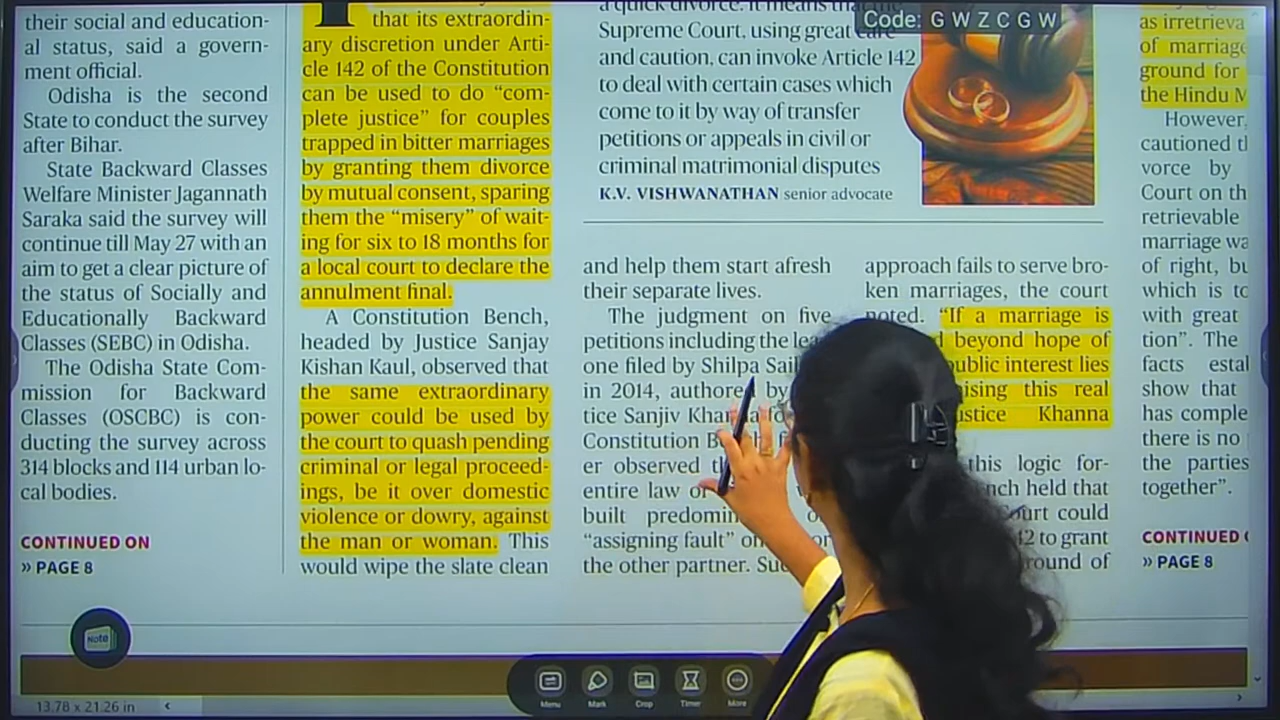 their social and education-
al status, said a govern-
ment official.
Odisha is the second
State to conduct the survey
after Bihar.
State Backward Classes
Welfare Minister Jagannath
Saraka said the survey will
continue till May 27 with an
aim to get a clear picture of
the status of Socially and
Educationally Backward
Classes (SEBC) in Odisha.
The Odisha State Com-
mission for Backward
Classes (OSCBC) is con-
ducting the survey across
314 blocks and 114 urban lo-
cal bodies.
CONTINUED ON
» PAGE 8
that its extraordin-
ary discretion under Arti-
cle 142 of the Constitution
can be used to do “com-
plete justice” for couples
trapped in bitter marriages
by granting them divorce
by mutual consent, sparing
them the “misery” of wait-
ing for six to 18 months for
a local court to declare the
annulment final.
A Constitution Bench,
headed by Justice Sanjay
Kishan Kaul, observed that
the same extraordinary
power could be used by
the court to quash pending
criminal or legal proceed-
ings, be it over domestic
violence or dowry, against
the man or woman. This
would wipe the slate clean
a quick divorce. It means that the
Supreme Court, using great care
and caution, can invoke Article 142
to deal with certain cases which
come to it by way of transfer
petitions or appeals in civil or
criminal matrimonial disputes
K.V. VISHWANATHAN senior advocate
Code: G W Z C G W
and help them start afresh
their separate lives.
The judgment on five
petitions including the
one filed by Shilpa
in 2014, authored by
tice Sanjiv
Constitution
er observed
entire law
built
“assigning fault”
the other partner.
approach fails to serve bro-
ken marriages, the court
noted. “If a marriage is
beyond hope of
public interest lies
this real
Khanna
this logic for-
held that
Court could
to grant
of
as
of marriage
ground for
the Hindu
However,
cautioned
vorce by
Court on
retrievable
marriage
of right,
which is
with great
tion”. The
facts
show that
has
there is no
the parties
together”.
CONTINUED
» PAGE 8
Note
Menu
Mark
Crop
Timer
More
13.78 x 21.26 in